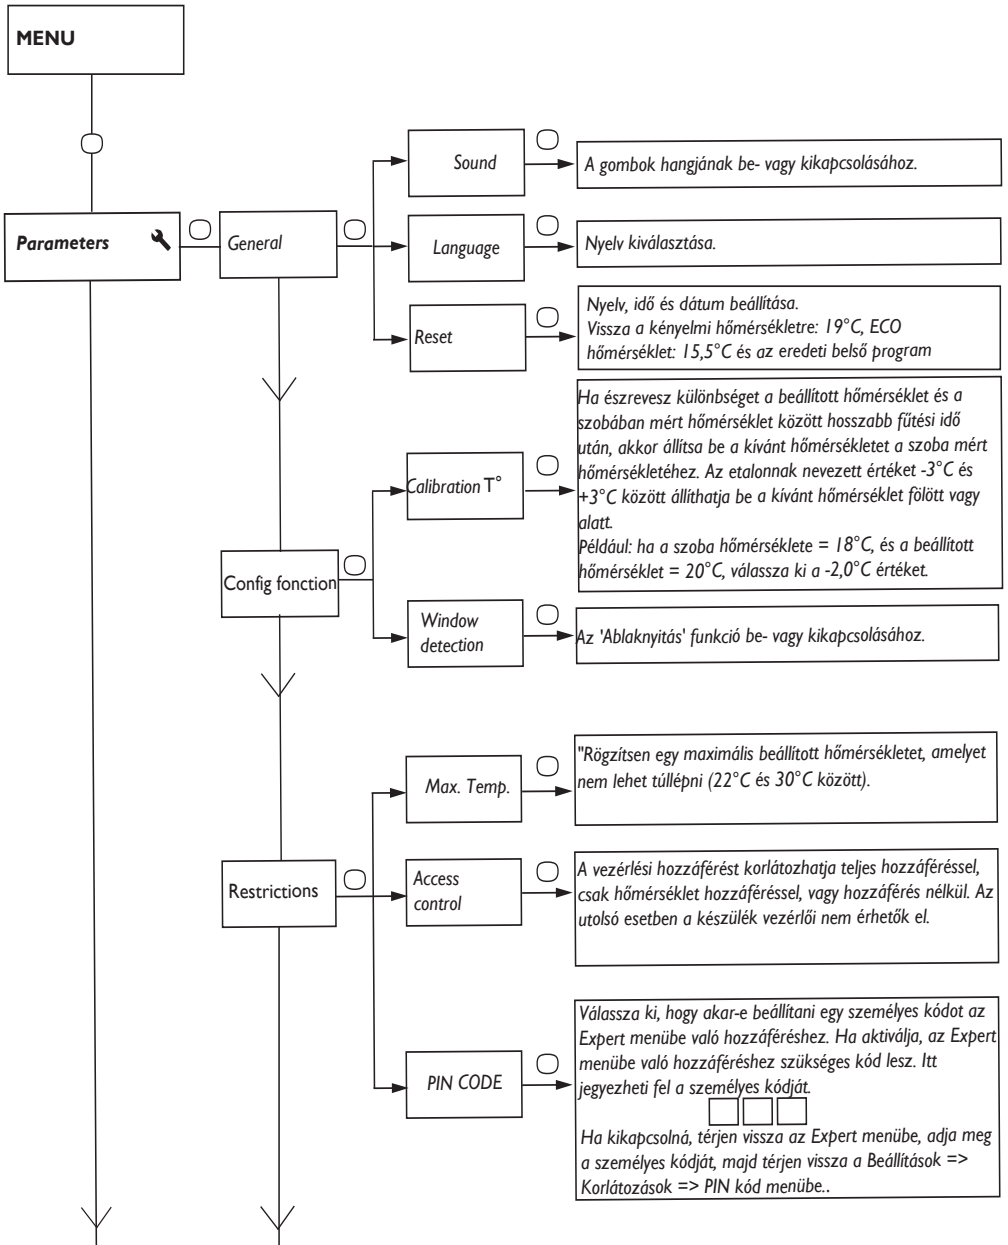 MENU
Parameters
General
Sound
A gombok hangjának be- vagy kikapcsolásához.
Language
Nyelv kiválasztása.
Reset
Nyelv, idő és dátum beállítása.
Vissza a kényelmi hőmérsékletre: 19°C, ECO
hőmérséklet: 15,5°C és az eredeti belső program
Config fonction
Calibration T°
Ha észrevesz különbséget a beállított hőmérséklet és a
szobában mért hőmérséklet között hosszabb fűtési idő
után, akkor állítsa be a kívánt hőmérsékletet a szoba mért
hőmérsékletéhez. Az etalonnak nevezett értéket -3°C és
+3°C között állíthatja be a kívánt hőmérséklet fölött vagy
alatt.
Például: ha a szoba hőmérséklete = 18°C, és a beállított
hőmérséklet = 20°C, válassza ki a -2,0°C értéket.
Window
detection
Az 'Ablaknyitás' funkció be- vagy kikapcsolásához.
Restrictions
Max. Temp.
"Rögzítsen egy maximális beállított hőmérsékletet, amelyet
nem lehet túllépni (22°C és 30°C között).
Access
control
A vezérlési hozzáférést korlátozhatja teljes hozzáféréssel,
csak hőmérséklet hozzáféréssel, vagy hozzáférés nélkül. Az
utolsó esetben a készülék vezérlői nem érhetők el.
PIN CODE
Válassza ki, hogy akar-e beállítani egy személyes kódot az
Expert menübe való hozzáféréshez. Ha aktiválja, az Expert
menübe való hozzáféréshez szükséges kód lesz. Itt
jegyezheti fel a személyes kódját.
Ha kikapcsolná, térjen vissza az Expert menübe, adja meg
a személyes kódját, majd térjen vissza a Beállítások =>
Korlátozások => PIN kód menübe..